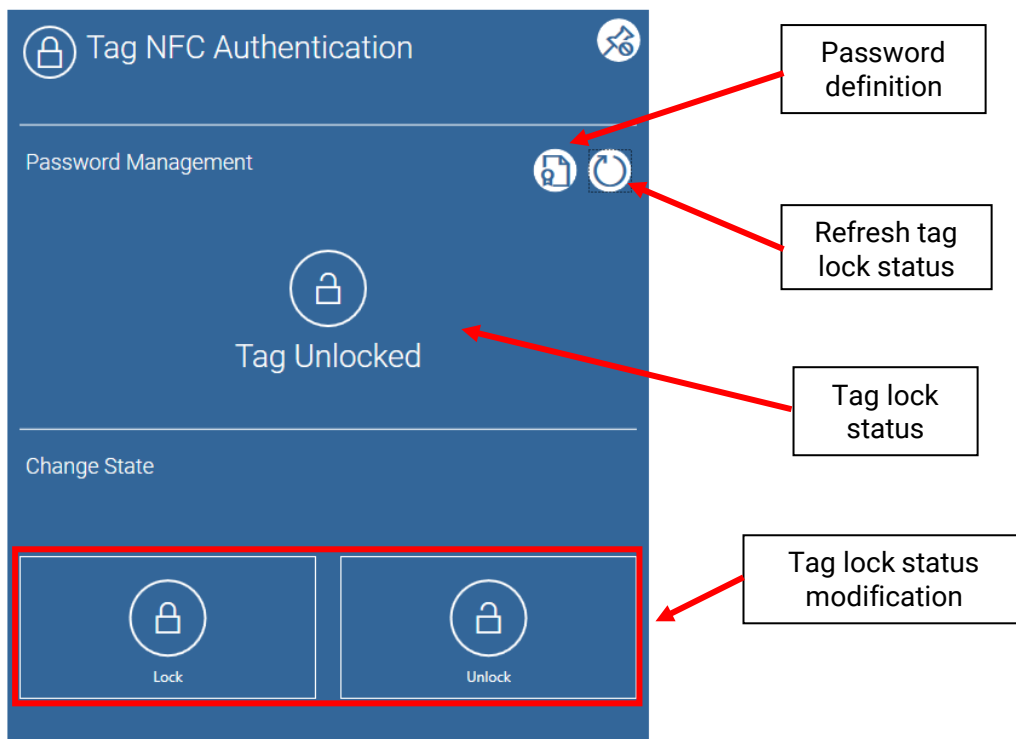 Tag NFC Authentication
Password
definition
Password Management
Refresh tag
lock status
Tag Unlocked
Tag lock
status
Change State
Tag lock status
modification
Lock
Unlock